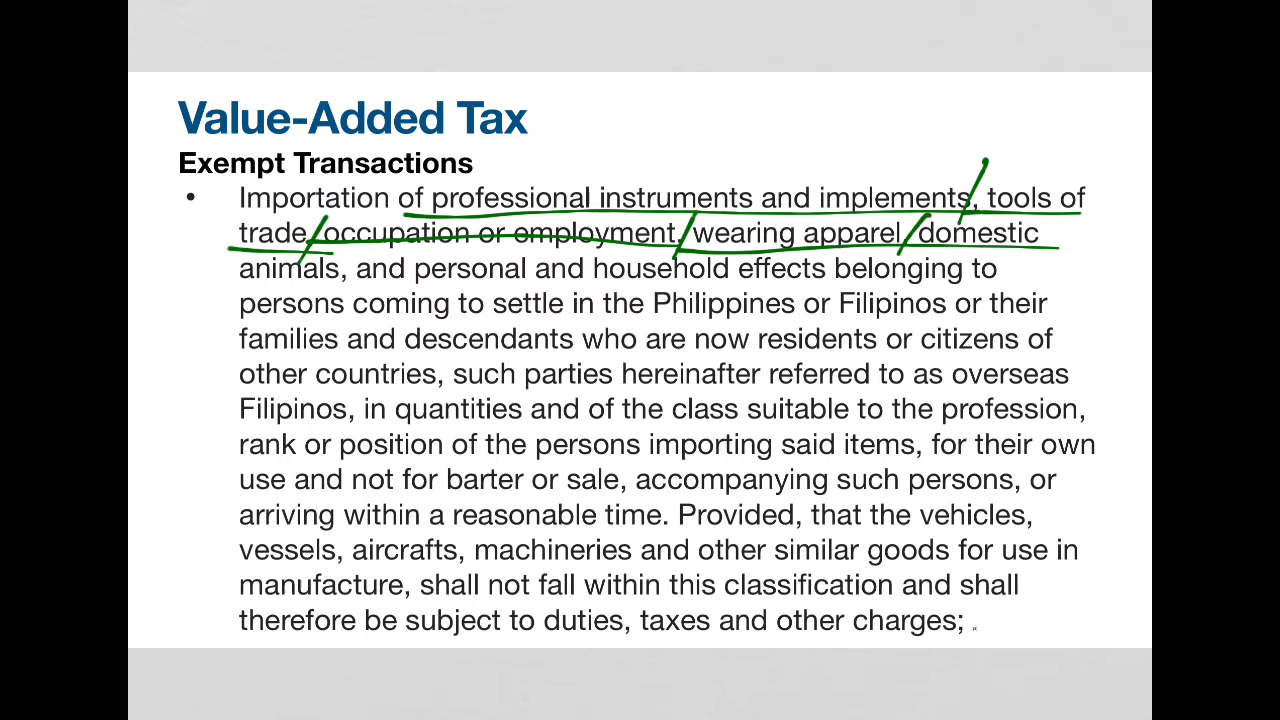 Value-Added Tax
Exempt Transactions
• Importation of professional instruments and implements, tools of
trade, occupation or employment, wearing apparel, domestic
animals, and personal and household effects belonging to
persons coming to settle in the Philippines or Filipinos or their
families and descendants who are now residents or citizens of
other countries, such parties hereinafter referred to as overseas
Filipinos, in quantities and of the class suitable to the profession,
rank or position of the persons importing said items, for their own
use and not for barter or sale, accompanying such persons, or
arriving within a reasonable time. Provided, that the vehicles,
vessels, aircrafts, machineries and other similar goods for use in
manufacture, shall not fall within this classification and shall
therefore be subject to duties, taxes and other charges;